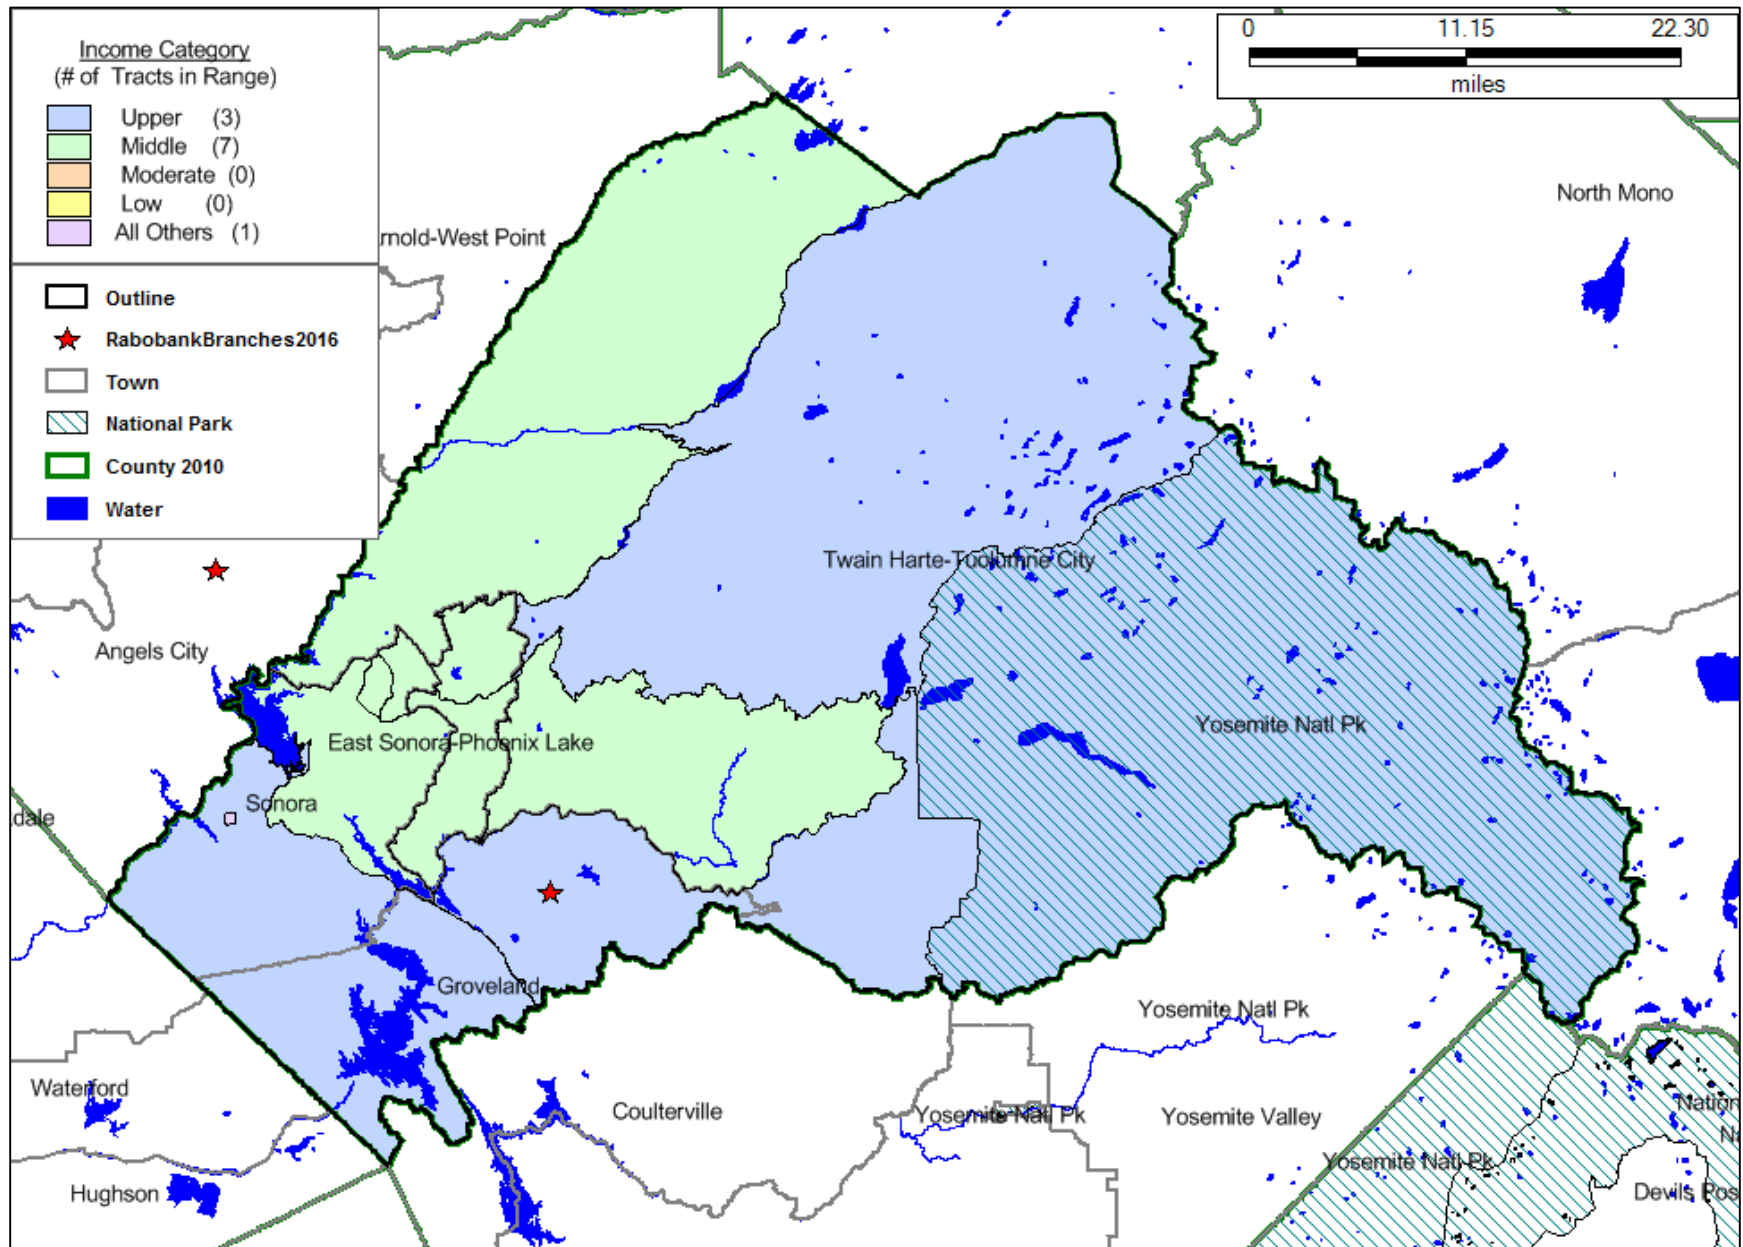 Income Category
(# of Tracts in Range)
Upper (3)
Middle (7)
Moderate (0)
Low (0)
All Others (1)
Outline
RabobankBranches2016
Town
National Park
County 2010
Water
0 11.15 22.30
miles
North Mono
rnold-West Point
Twain Harte-Tuolumne City
Angels City
Yosemite Natl Pk
East Sonora-Phoenix Lake
Sonora
dale
Groveland
Yosemite Natl Pk
Waterford
Coulterville
Yosemite Natl Pk
Yosemite Valley
Nation
Na
Yosemite Natl Pk
Hughson
Devils Pos